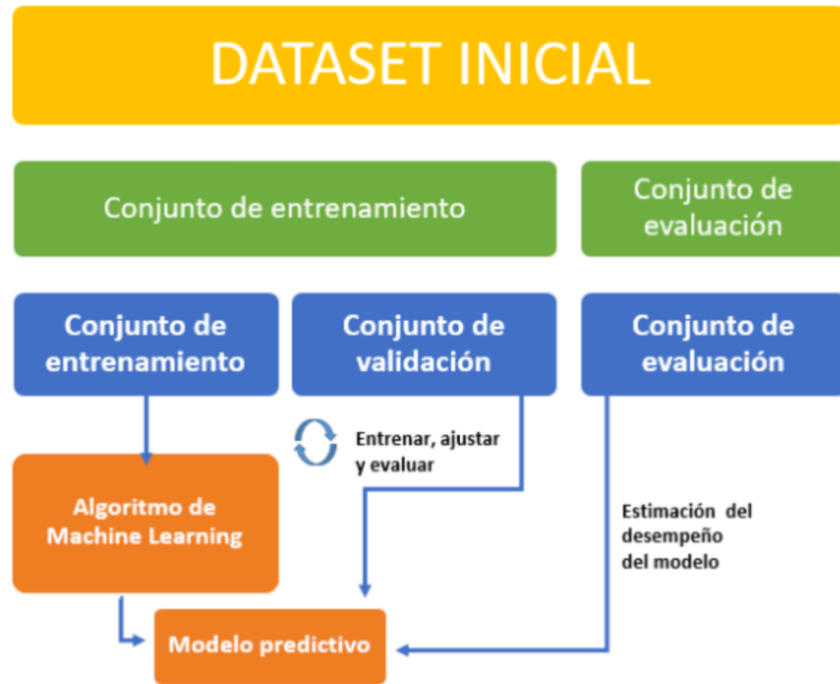 DATASET INICIAL
Conjunto de entrenamiento
Conjunto de
evaluación
Conjunto de
entrenamiento
Conjunto de
validación
Conjunto de
evaluación
Entrenar, ajustar
y evaluar
Algoritmo de
Machine Learning
Estimación del
desempeño
del modelo
Modelo predictivo